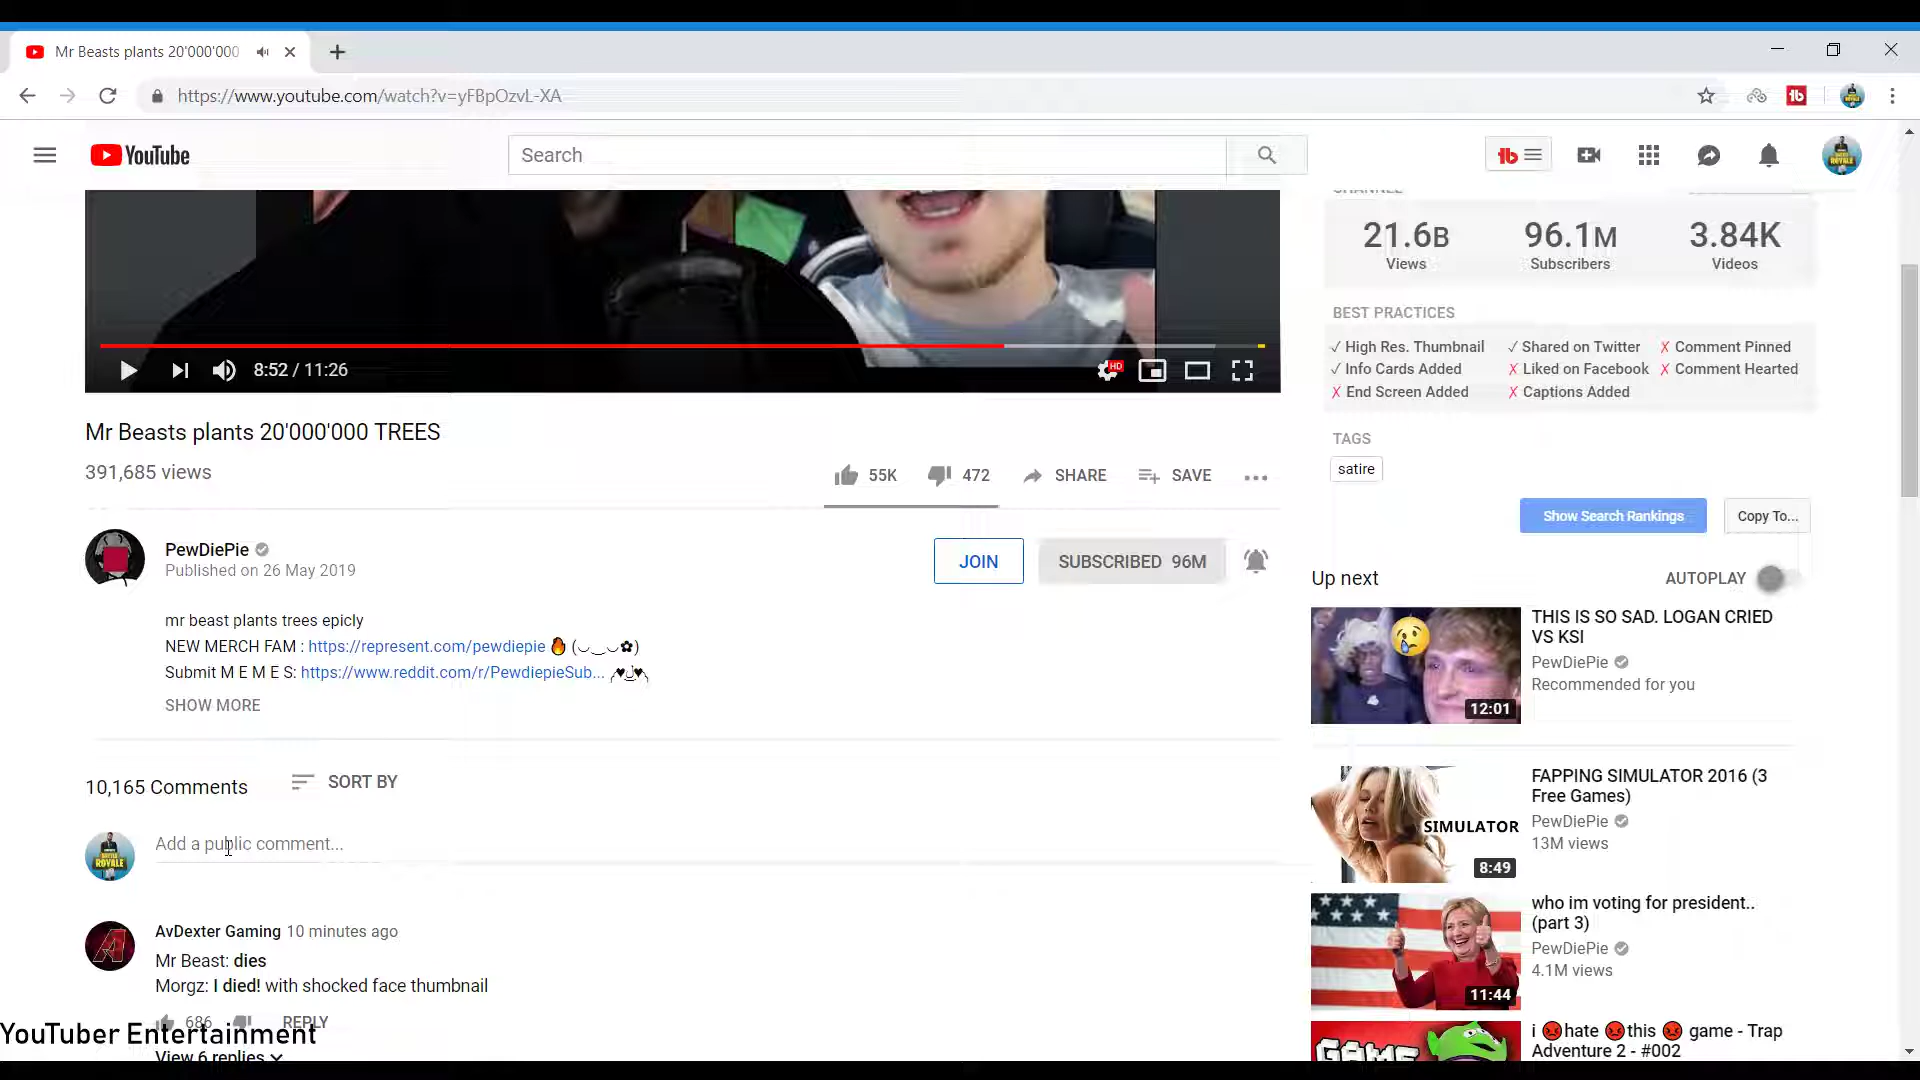 Mr Beasts plants 20'000'000
https://www.youtube.com/watch?v=yFBpOzvL-XA
YouTube
Search
CHANNEL
21.6B 96.1M 3.84K
Views Subscribers Videos
BEST PRACTICES
✓ High Res. Thumbnail ✓ Shared on Twitter ✗ Comment Pinned
✓ Info Cards Added ✗ Liked on Facebook ✗ Comment Hearted
✗ End Screen Added ✗ Captions Added
TAGS
satire
Show Search Rankings Copy To...
8:52 / 11:26 HD
Mr Beasts plants 20'000'000 TREES
391,685 views
55K 472 SHARE SAVE
PewDiePie
Published on 26 May 2019
JOIN SUBSCRIBED 96M
mr beast plants trees epicly
NEW MERCH FAM : https://represent.com/pewdiepie
Submit M E M E S: https://www.reddit.com/r/PewdiepieSub...
SHOW MORE
10,165 Comments SORT BY
Add a public comment...
AvDexter Gaming 10 minutes ago
Mr Beast: dies
Morgz: I died! with shocked face thumbnail
686 REPLY
View 6 replies
YouTuber Entertainment
Up next AUTOPLAY
THIS IS SO SAD. LOGAN CRIED
VS KSI
PewDiePie
Recommended for you
12:01
FAPPING SIMULATOR 2016 (3
Free Games)
PewDiePie
13M views
SIMULATOR
8:49
who im voting for president..
(part 3)
PewDiePie
4.1M views
11:44
i 😡hate 😡this 😡 game - Trap
Adventure 2 - #002
GAME